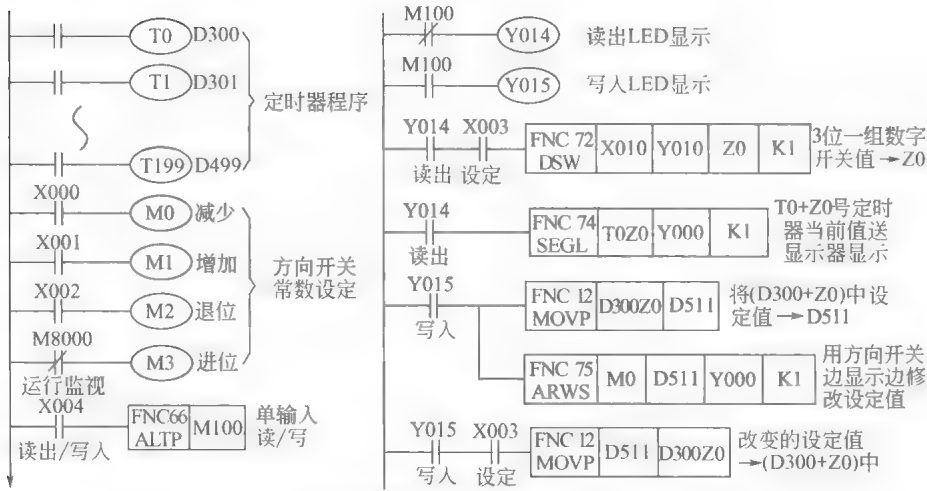 T0 D300
T1 D301
定时器程序
T199 D499
X000
M0 减少
X001
M1 增加
方向开关
常数设定
X002
M2 退位
M8000
M3 进位
运行监视
X004
FNC66
ALTP
M100
单输入
读/写
读出/写入
M100
Y014
读出LED显示
M100
Y015
写入LED显示
Y014 X003
FNC 72
DSW
X010 Y010 Z0 K1
3位一组数字
开关值→Z0
读出 设定
Y014
FNC 74
SEGL
T0Z0 Y000 K1
T0+Z0号定时
器当前值送
显示器显示
读出
Y015
FNC 12
MOVP
D300Z0 D511
将(D300+Z0)中设
定值→D511
写入
FNC 75
ARWS
M0 D511 Y000 K1
用方向开关
边显示边修
改设定值
Y015 X003
FNC 12
MOVP
D511 D300Z0
改变的设定值
→(D300+Z0)中
写入 设定